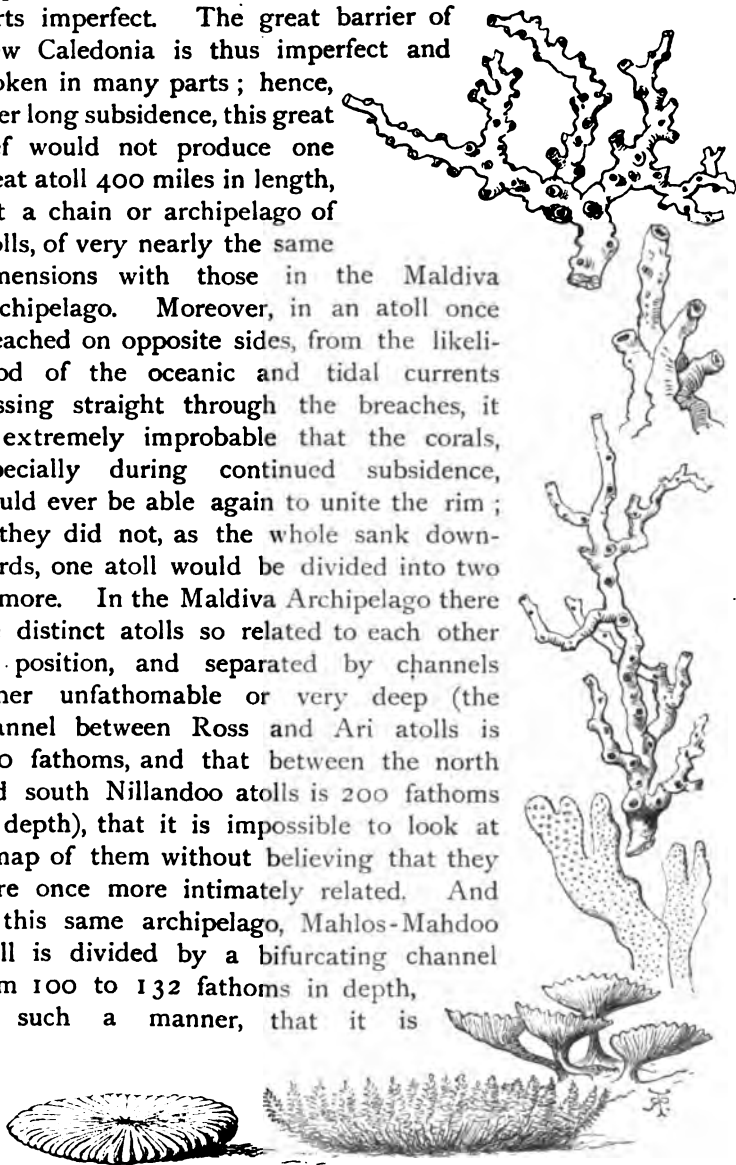 rts imperfect. The great barrier of
w Caledonia is thus imperfect and
oken in many parts ; hence,
er long subsidence, this great
f would not produce one
eat atoll 400 miles in length,
t a chain or archipelago of
olls, of very nearly the same
mensions with those in the Maldiva
chipelago. Moreover, in an atoll once
eached on opposite sides, from the likeli-
od of the oceanic and tidal currents
ssing straight through the breaches, it
extremely improbable that the corals,
pecially during continued subsidence,
uld ever be able again to unite the rim ;
they did not, as the whole sank down-
rds, one atoll would be divided into two
more. In the Maldiva Archipelago there
distinct atolls so related to each other
position, and separated by channels
her unfathomable or very deep (the
annel between Ross and Ari atolls is
0 fathoms, and that between the north
d south Nillandoo atolls is 200 fathoms
depth), that it is impossible to look at
map of them without believing that they
re once more intimately related. And
this same archipelago, Mahlos-Mahdoo
ll is divided by a bifurcating channel
m 100 to 132 fathoms in depth,
such a manner, that it is